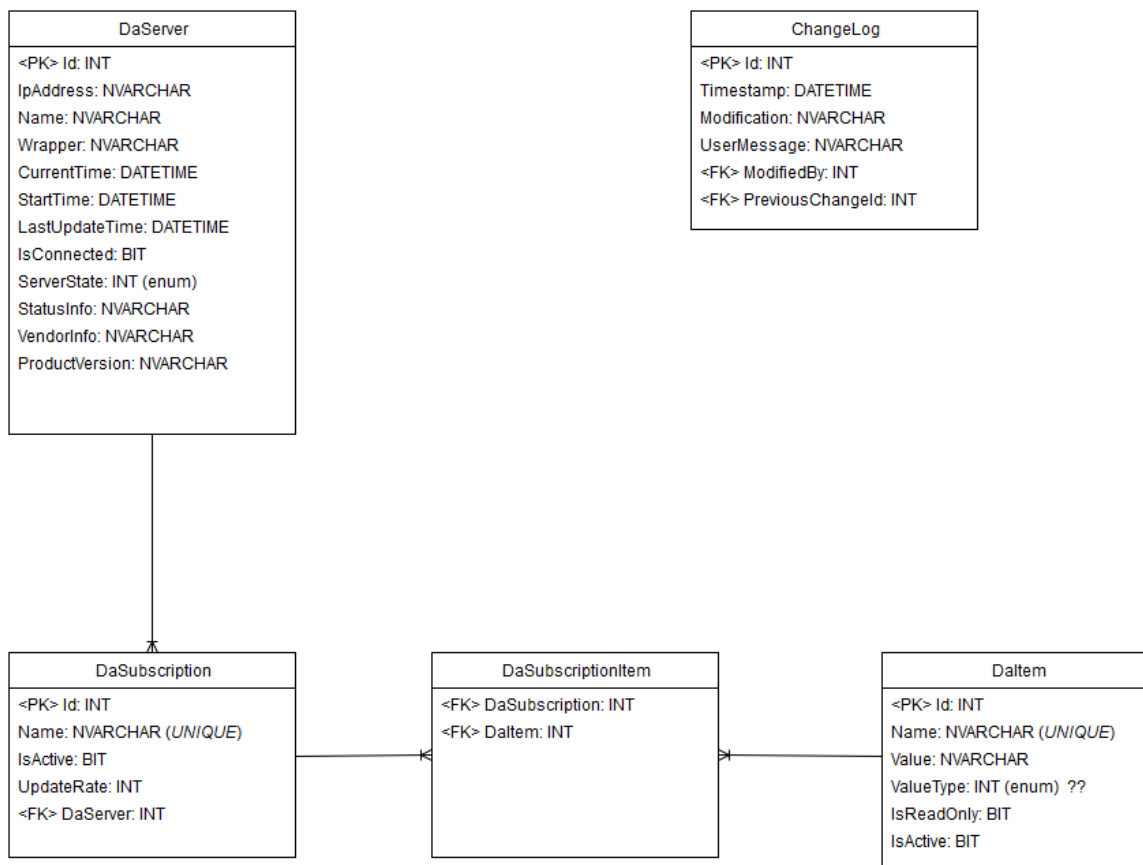 DaServer
<PK> Id: INT
IpAddress: NVARCHAR
Name: NVARCHAR
Wrapper: NVARCHAR
CurrentTime: DATETIME
StartTime: DATETIME
LastUpdateTime: DATETIME
IsConnected: BIT
ServerState: INT (enum)
StatusInfo: NVARCHAR
VendorInfo: NVARCHAR
ProductVersion: NVARCHAR
ChangeLog
<PK> Id: INT
Timestamp: DATETIME
Modification: NVARCHAR
UserMessage: NVARCHAR
<FK> ModifiedBy: INT
<FK> PreviousChangeId: INT
DaSubscription
<PK> Id: INT
Name: NVARCHAR (UNIQUE)
IsActive: BIT
UpdateRate: INT
<FK> DaServer: INT
DaSubscriptionItem
<FK> DaSubscription: INT
<FK> DaItem: INT
DaItem
<PK> Id: INT
Name: NVARCHAR (UNIQUE)
Value: NVARCHAR
ValueType: INT (enum) ??
IsReadOnly: BIT
IsActive: BIT